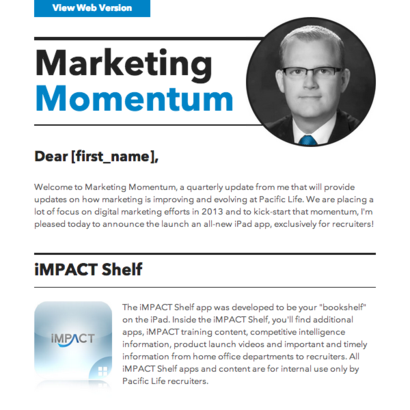 View Web Version
Marketing
Momentum
Dear [first_name],
Welcome to Marketing Momentum, a quarterly update from me that will provide
updates on how marketing is improving and evolving at Pacific Life. We are placing a
lot of focus on digital marketing efforts in 2013 and to kick-start that momentum, I'm
pleased today to announce the launch an all-new iPad app, exclusively for recruiters!
iMPACT Shelf
The iMPACT Shelf app was developed to be your "bookshelf"
on the iPad. Inside the iMPACT Shelf, you'll find additional
apps, iMPACT training content, competitive intelligence
information, product launch videos and important and timely
information from home office departments to recruiters. All
iMPACT Shelf apps and content are for internal use only by
Pacific Life recruiters.
iMPACT